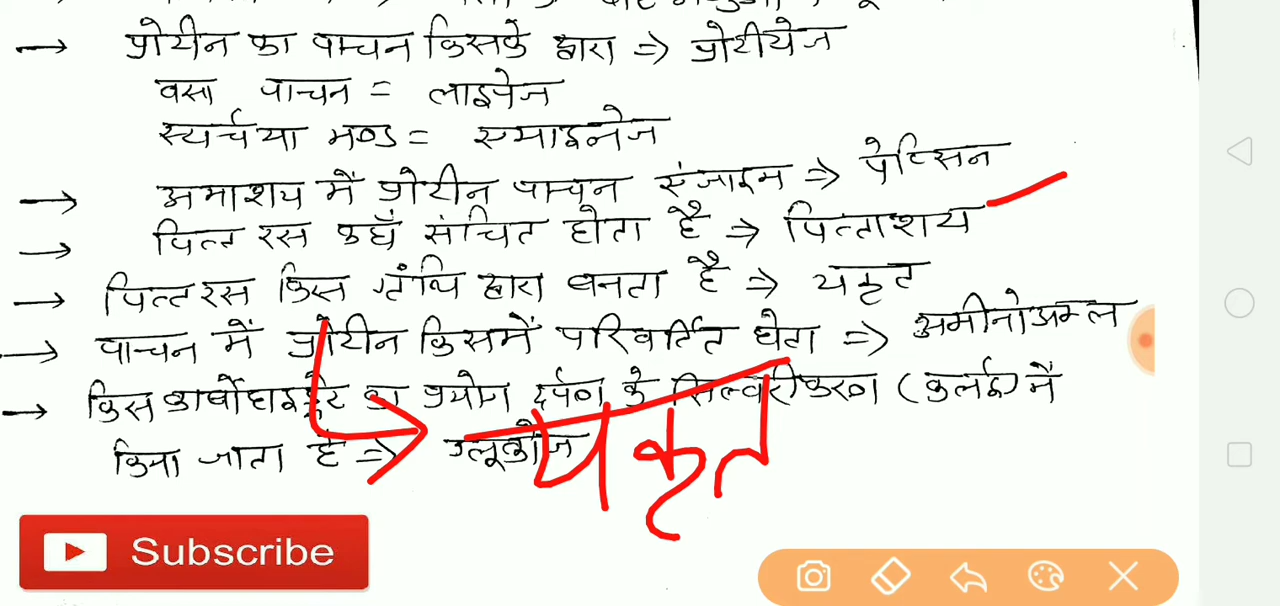 → प्रोटीन का पाचन किसके द्वारा ⇒ प्रोटीयेज
वसा पाचन = लाइपेज
स्टार्च या मण्ड = एमाइलेज
→ अमाशय में प्रोटीन पाचन एंजाइम ⇒ पेप्सिन
→ पित्त रस कहाँ संचित होता है ⇒ पित्ताशय
→ पित्तरस किस ग्रंथि द्वारा बनता है ⇒ यकृत
→ पाचन में प्रोटीन किसमें परिवर्तित होता ⇒ अमीनोअम्ल
→ किस कार्बोहाइड्रेट का प्रयोग दर्पण के सिल्वरीकरण (कलई) में
किया जाता है ⇒ ग्लूकोज
यकृत
Subscribe